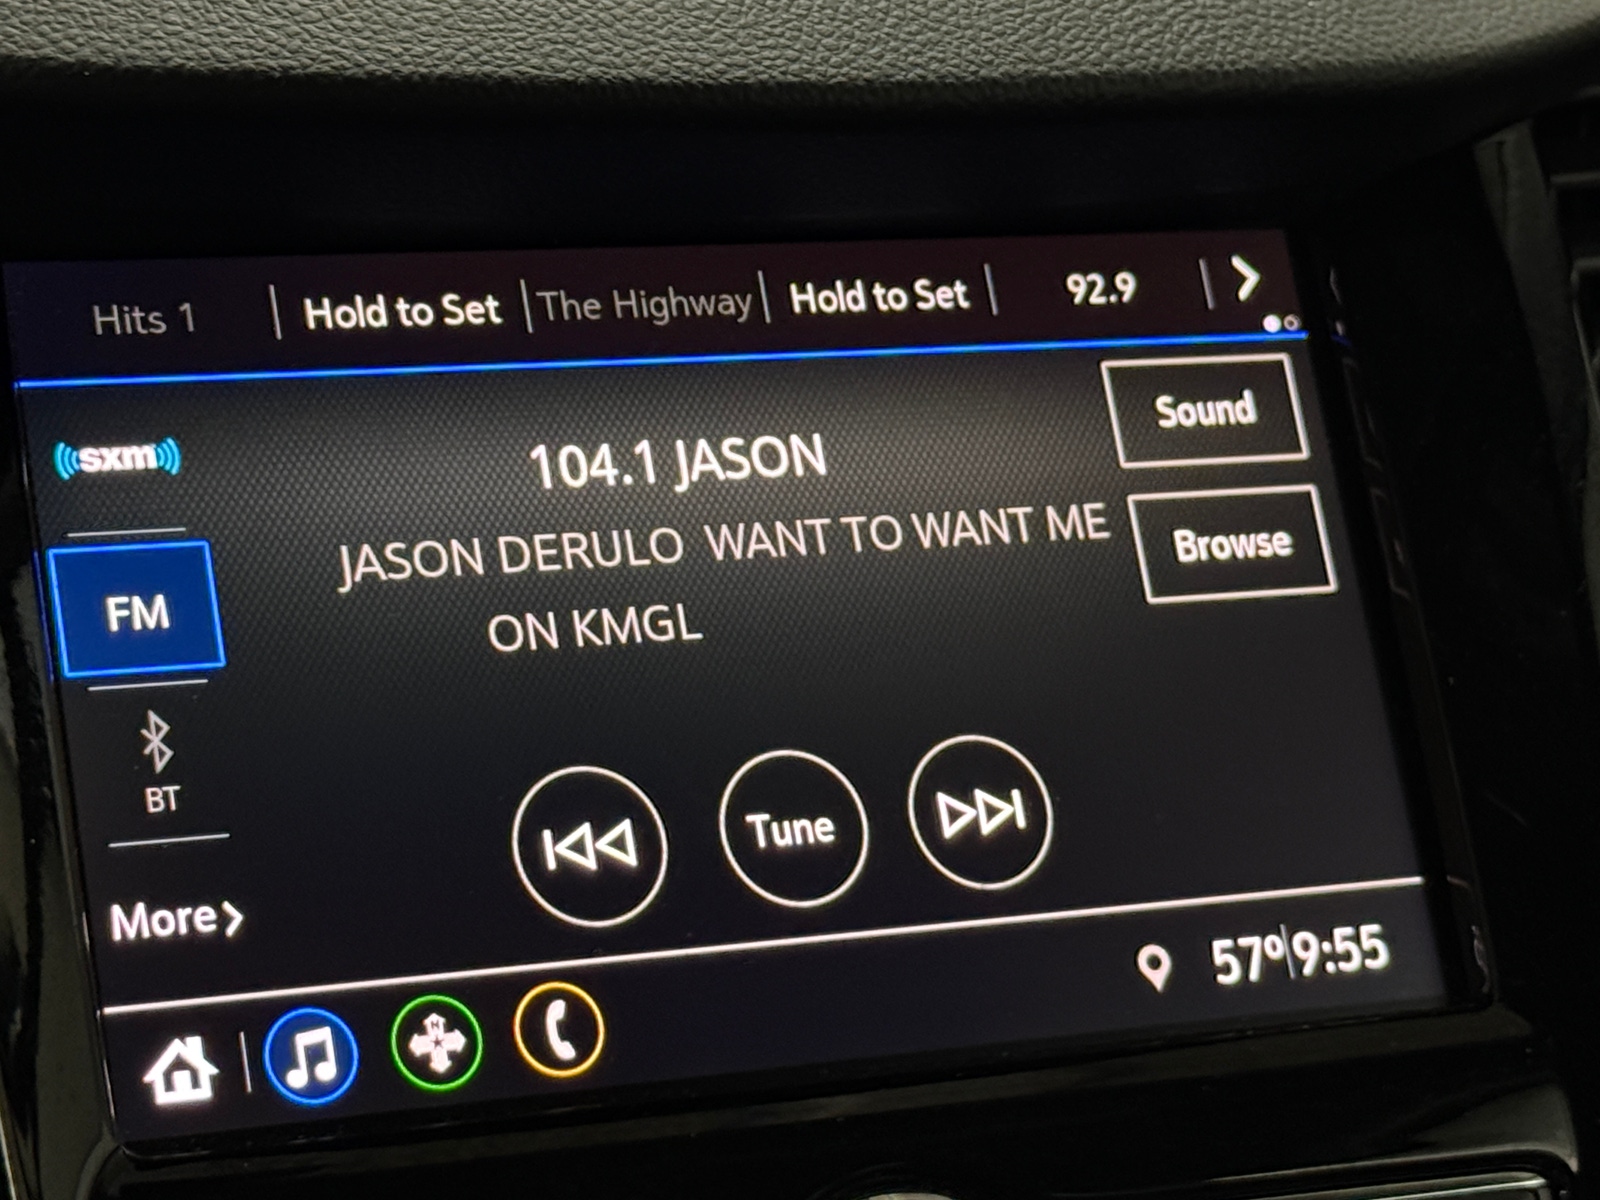 Hits 1 | Hold to Set | The Highway | Hold to Set | 92.9
sxm
104.1 JASON
Sound
JASON DERULO WANT TO WANT ME
ON KMGL
Browse
FM
BT
Tune
More
57° 9:55
N